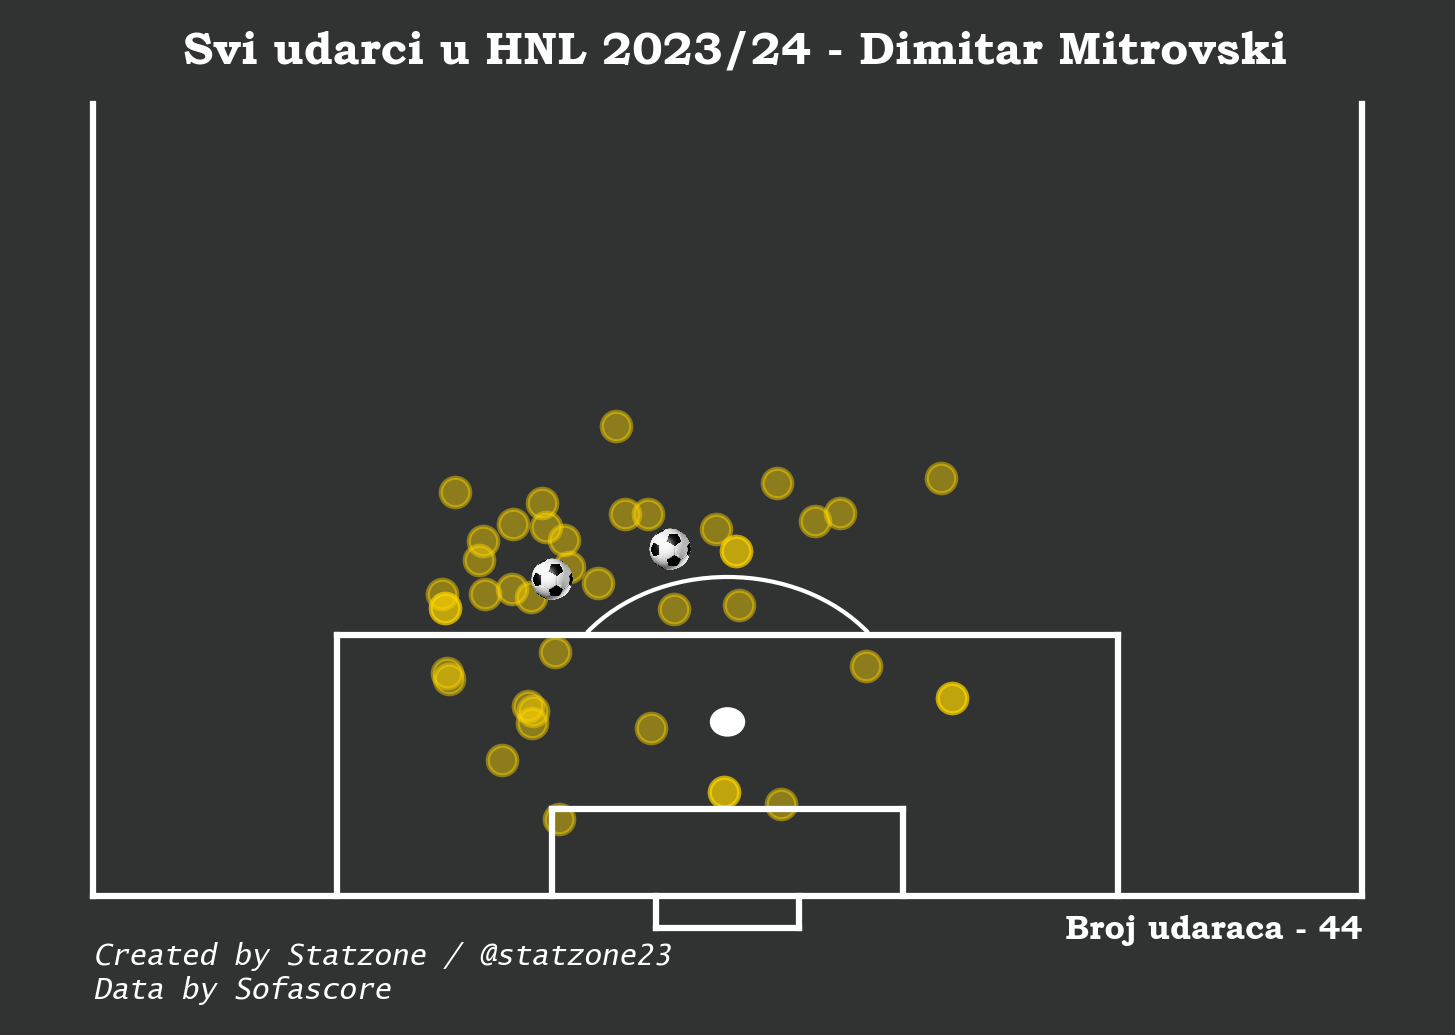 Svi udarci u HNL 2023/24 - Dimitar Mitrovski
Broj udaraca - 44
Created by Statzone / @statzone23
Data by Sofascore